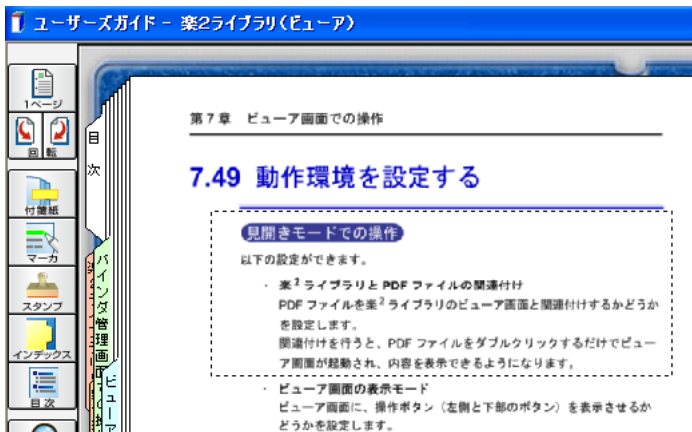 ユーザーズガイド - 楽2ライブラリ(ビューア)
1ページ
回 転
付箋紙
マーカ
スタンプ
インデックス
目次
目次
バインダ管理画面での
ビューア
第7章 ビューア画面での操作
7.49 動作環境を設定する
見開きモードでの操作
以下の設定ができます。
・ 楽²ライブラリと PDF ファイルの関連付け
PDF ファイルを楽²ライブラリのビューア画面と関連付けするかどうか
を設定します。
関連付けを行うと、PDF ファイルをダブルクリックするだけでビュー
ア画面が起動され、内容を表示できるようになります。
・ ビューア画面の表示モード
ビューア画面に、操作ボタン（左側と下部のボタン）を表示させるか
どうかを設定します。